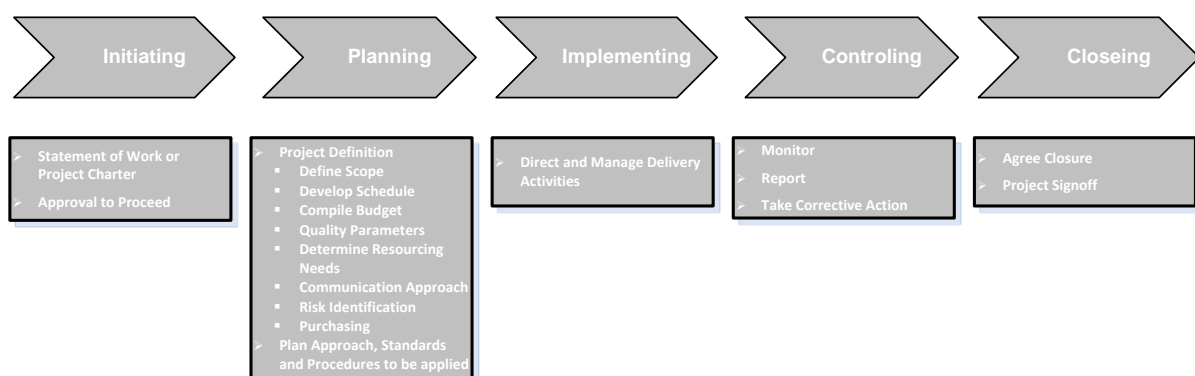 Initiating
Planning
Implementing
Controling
Closeing
Statement of Work or
Project Charter
Approval to Proceed
Project Definition
Define Scope
Develop Schedule
Compile Budget
Quality Parameters
Determine Resourcing
Needs
Communication Approach
Risk Identification
Purchasing
Plan Approach, Standards
and Procedures to be applied
Direct and Manage Delivery
Activities
Monitor
Report
Take Corrective Action
Agree Closure
Project Signoff